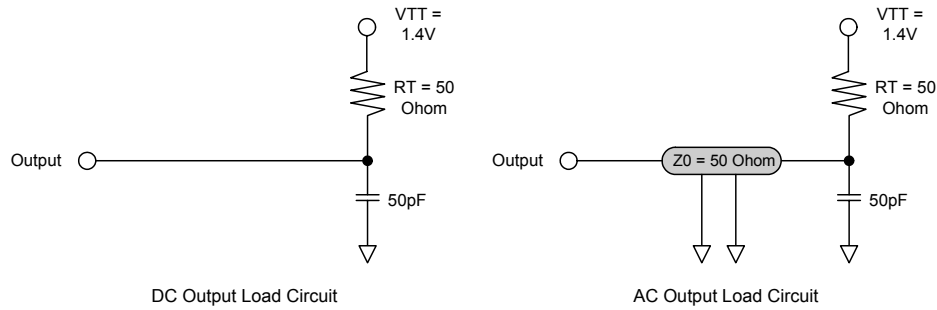 VTT =
1.4V
RT = 50
Ohom
Output
50pF
DC Output Load Circuit
VTT =
1.4V
RT = 50
Ohom
Output
Z0 = 50 Ohom
50pF
AC Output Load Circuit